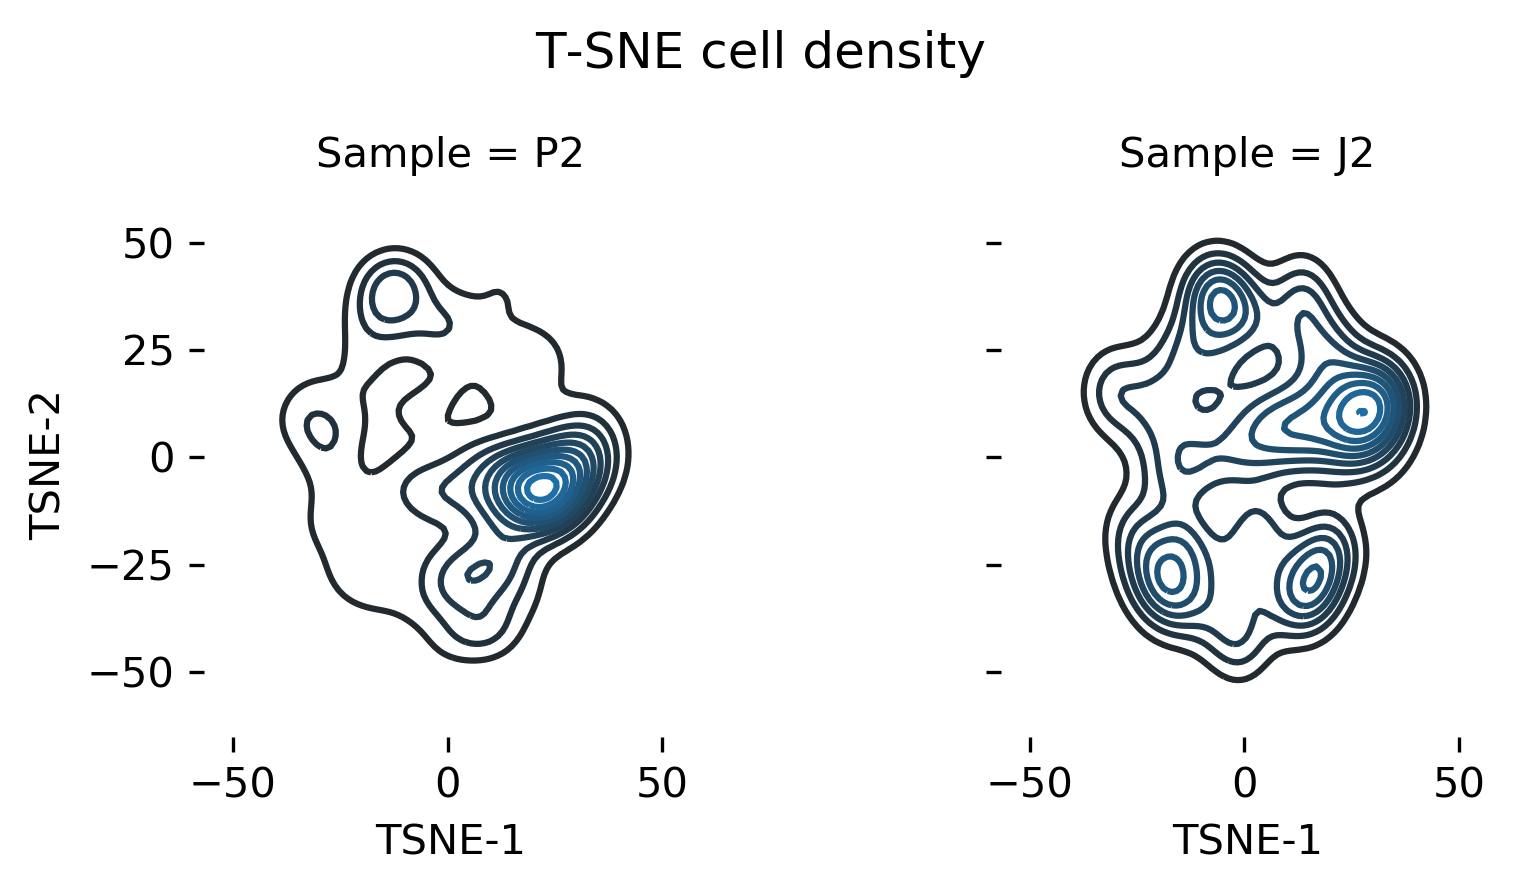 T-SNE cell density
Sample = P2
Sample = J2
50
25
0
−25
−50
TSNE-2
−50 0 50
−50 0 50
TSNE-1
TSNE-1